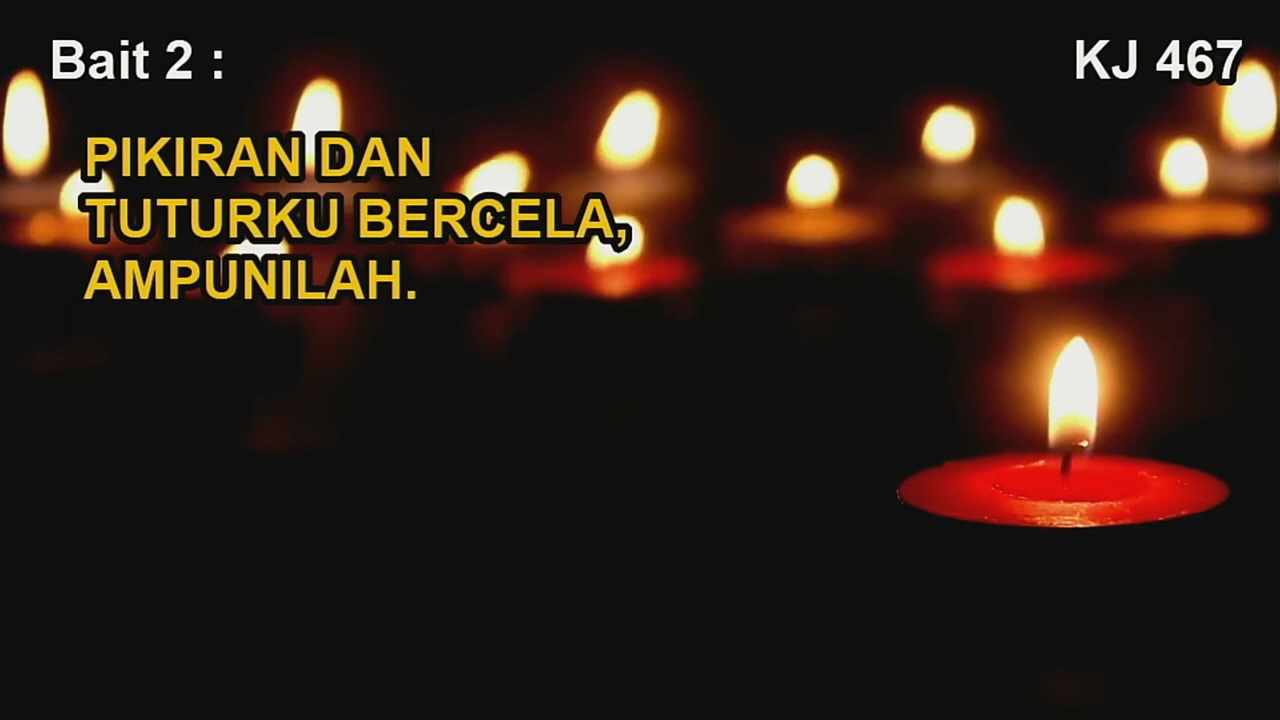 Bait 2 :
KJ 467
PIKIRAN DAN
TUTURKU BERCELA,
AMPUNILAH.